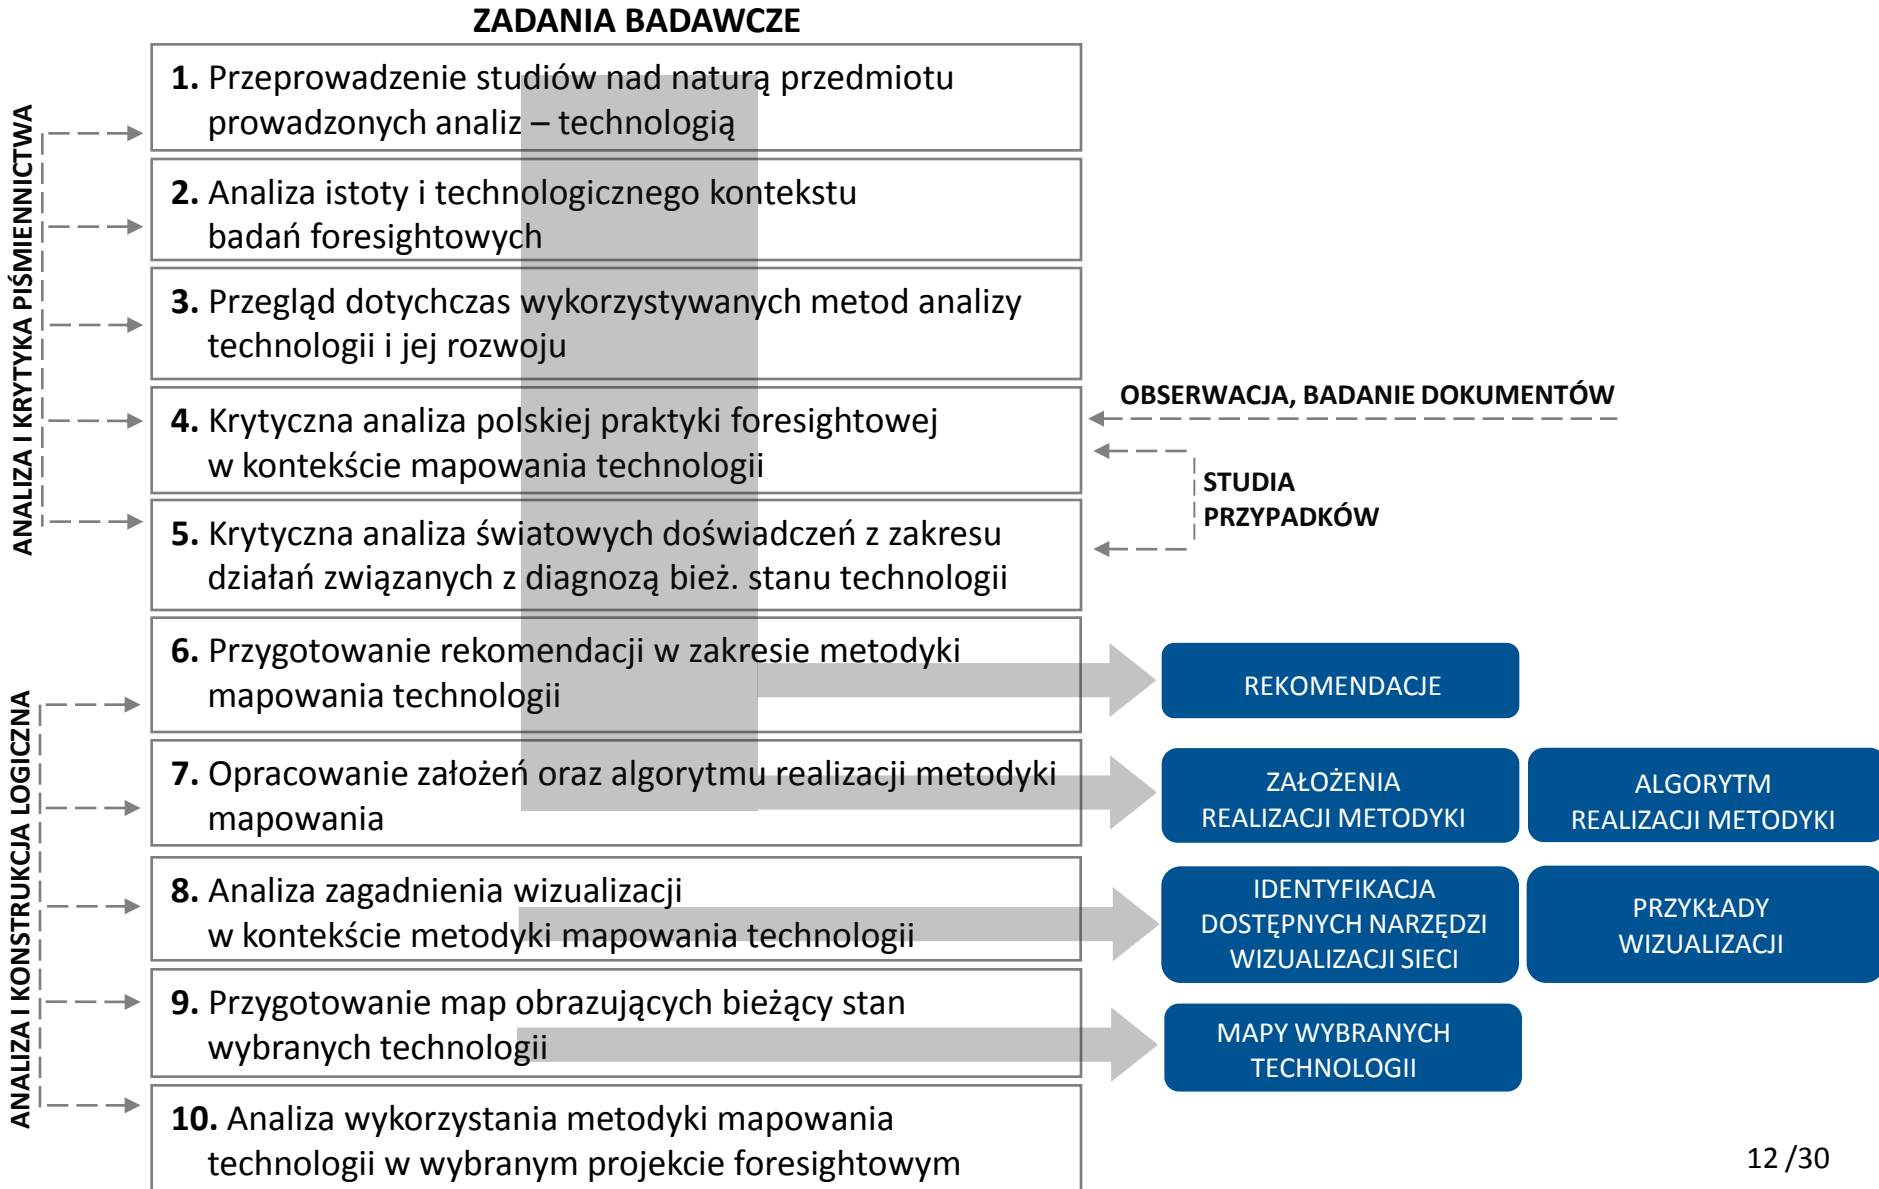 ZADANIA BADAWCZE
ANALIZA I KRYTYKA PIŚMIENNICTWA
1. Przeprowadzenie studiów nad naturą przedmiotu
prowadzonych analiz – technologią
2. Analiza istoty i technologicznego kontekstu
badań foresightowych
3. Przegląd dotychczas wykorzystywanych metod analizy
technologii i jej rozwoju
4. Krytyczna analiza polskiej praktyki foresightowej
w kontekście mapowania technologii
OBSERWACJA, BADANIE DOKUMENTÓW
STUDIA
PRZYPADKÓW
5. Krytyczna analiza światowych doświadczeń z zakresu
działań związanych z diagnozą bież. stanu technologii
ANALIZA I KONSTRUKCJA LOGICZNA
6. Przygotowanie rekomendacji w zakresie metodyki
mapowania technologii
REKOMENDACJE
7. Opracowanie założeń oraz algorytmu realizacji metodyki
mapowania
ZAŁOŻENIA
REALIZACJI METODYKI
ALGORYTM
REALIZACJI METODYKI
8. Analiza zagadnienia wizualizacji
w kontekście metodyki mapowania technologii
IDENTYFIKACJA
DOSTĘPNYCH NARZĘDZI
WIZUALIZACJI SIECI
PRZYKŁADY
WIZUALIZACJI
9. Przygotowanie map obrazujących bieżący stan
wybranych technologii
MAPY WYBRANYCH
TECHNOLOGII
10. Analiza wykorzystania metodyki mapowania
technologii w wybranym projekcie foresightowym
12 /30